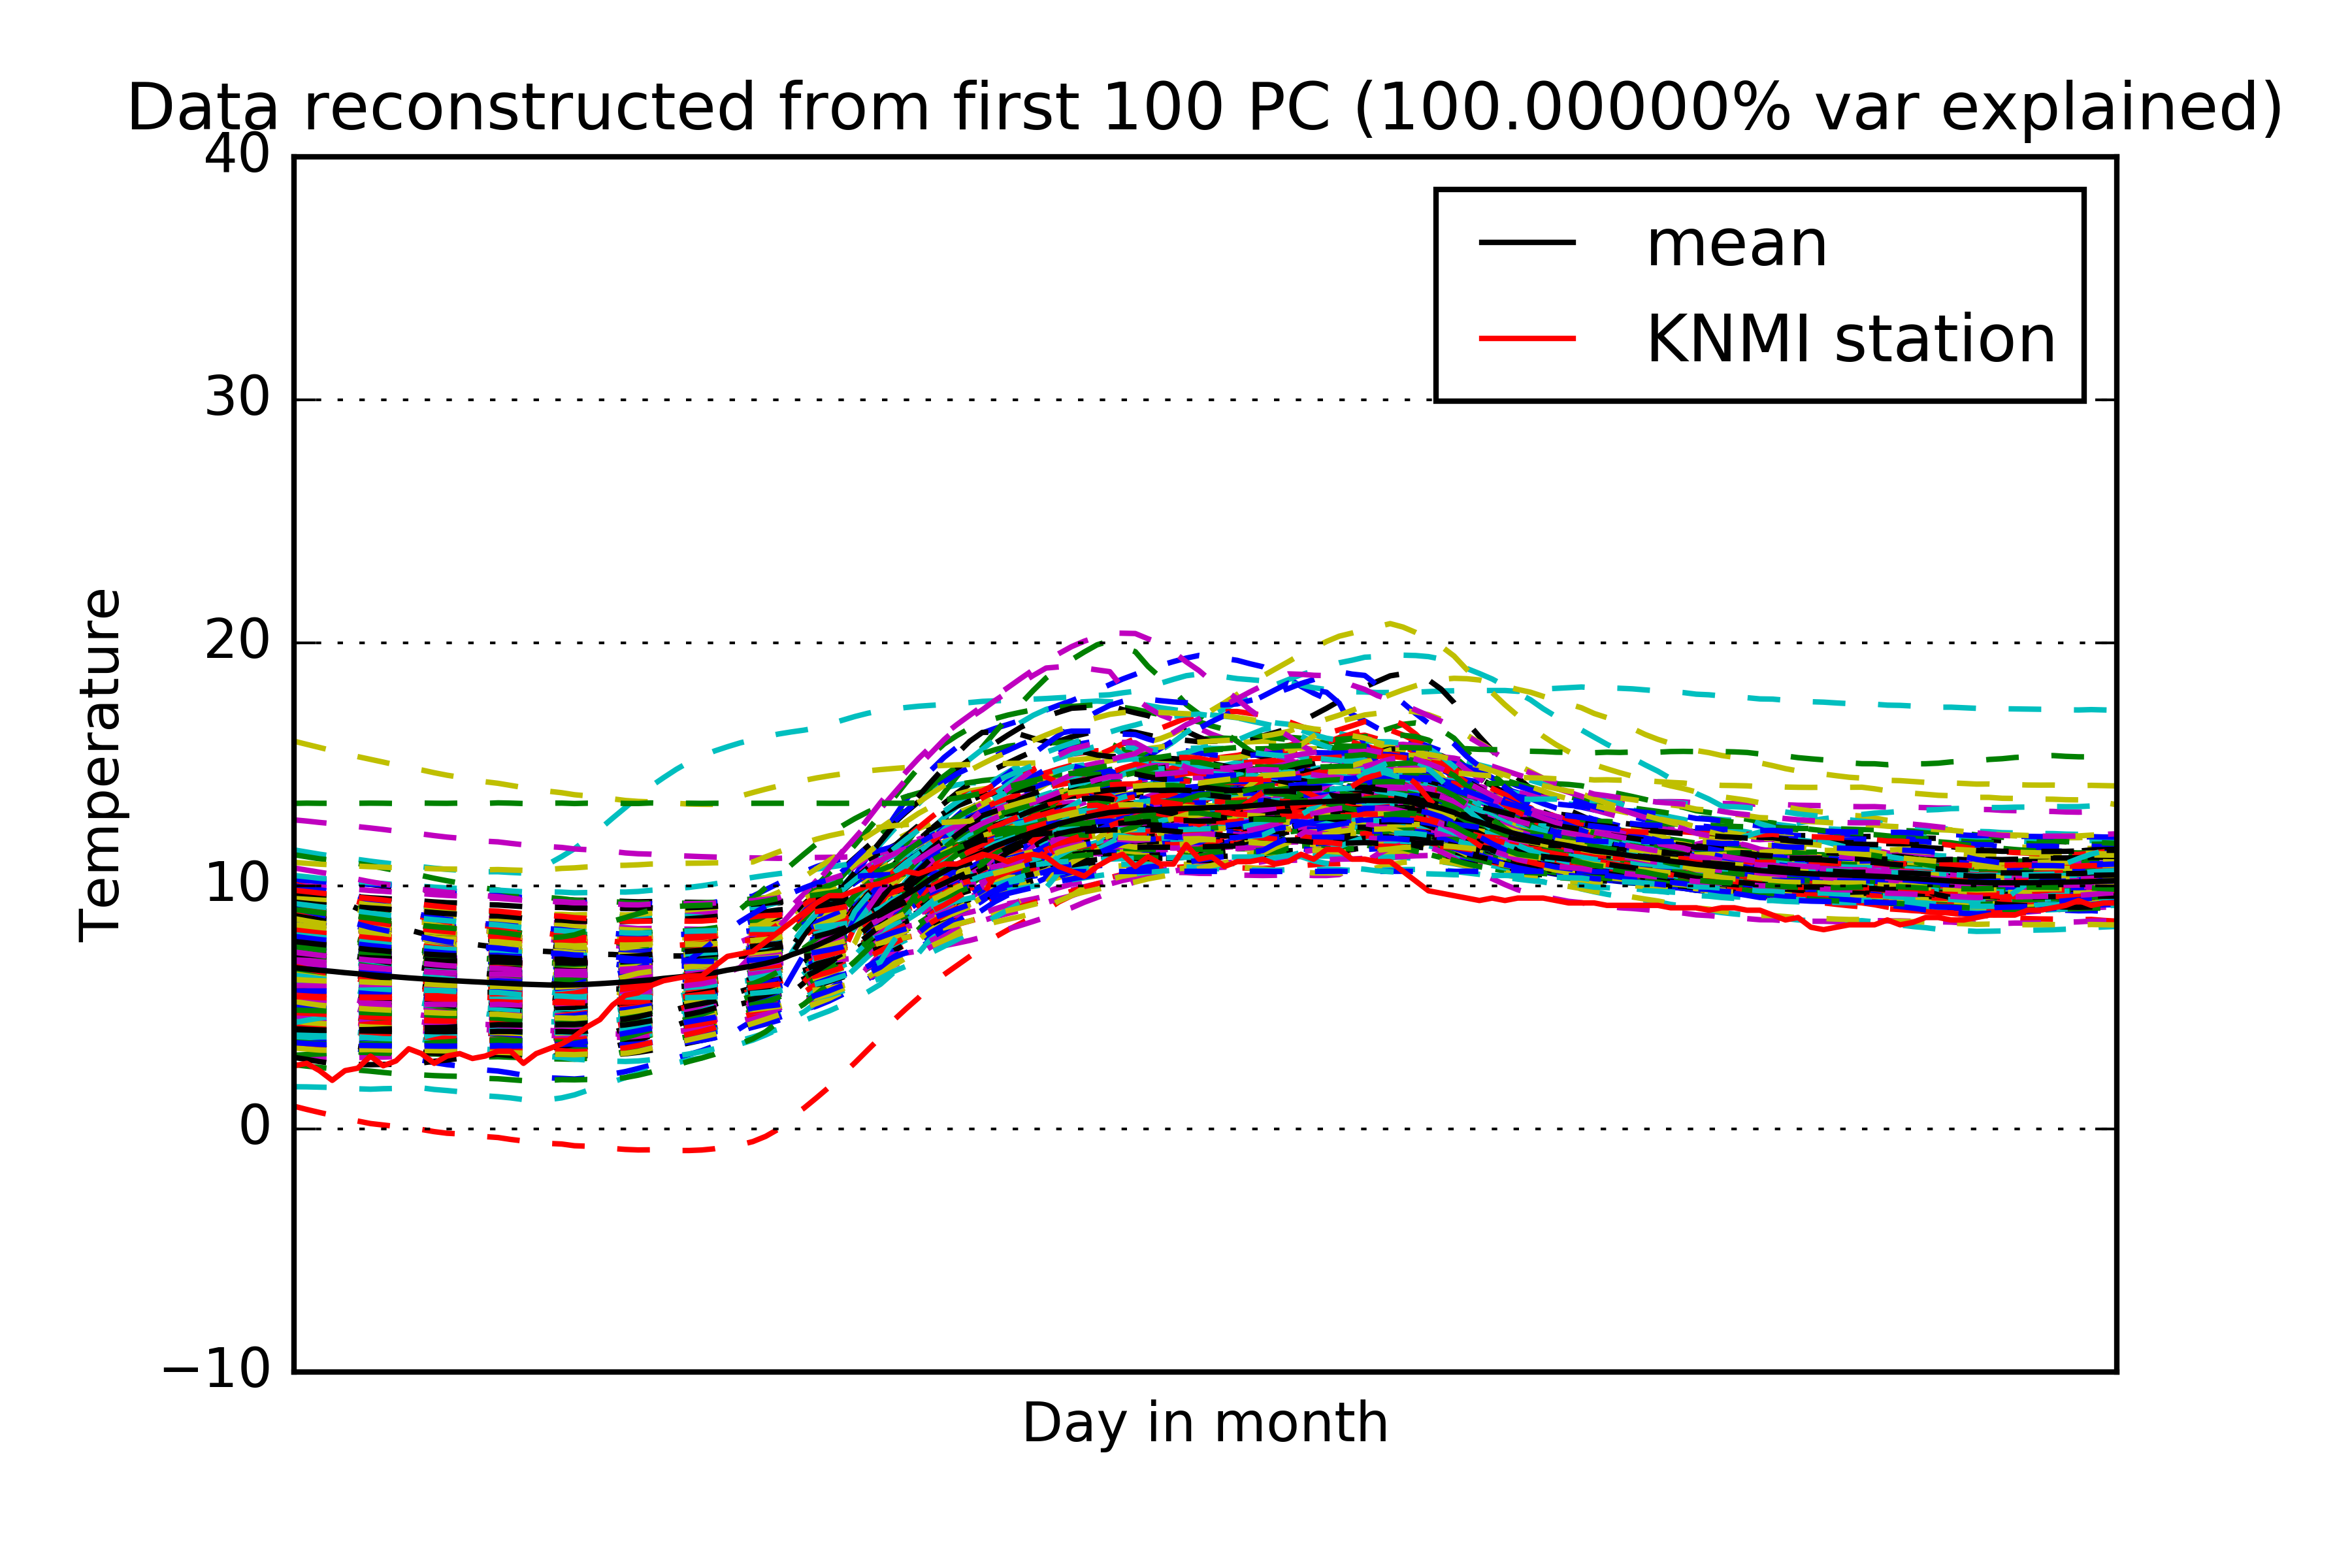 Data reconstructed from first 100 PC (100.00000% var explained)
40
30
20
10
0
−10
Temperature
mean
KNMI station
Day in month